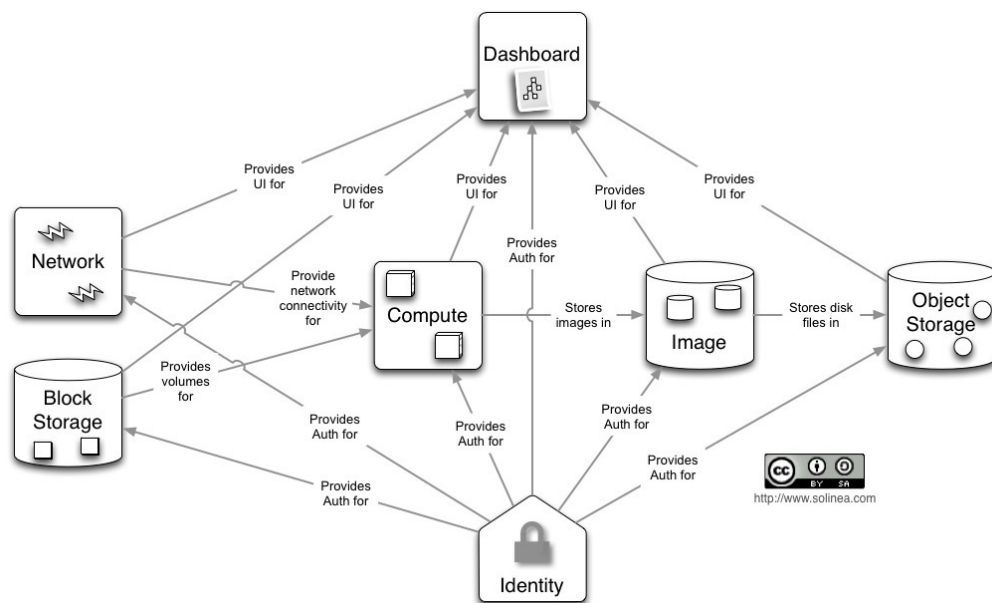 Dashboard
Provides
UI for
Provides
UI for
Provides
UI for
Provides
UI for
Provides
UI for
Provides
Auth for
Network
Provide
network
connectivity
for
Compute
Stores
images in
Image
Stores disk
files in
Object
Storage
Block
Storage
Provides
volumes
for
Provides
Auth for
Provides
Auth for
Provides
Auth for
Provides
Auth for
Provides
Auth for
Identity
cc
BY SA
http://www.solinea.com